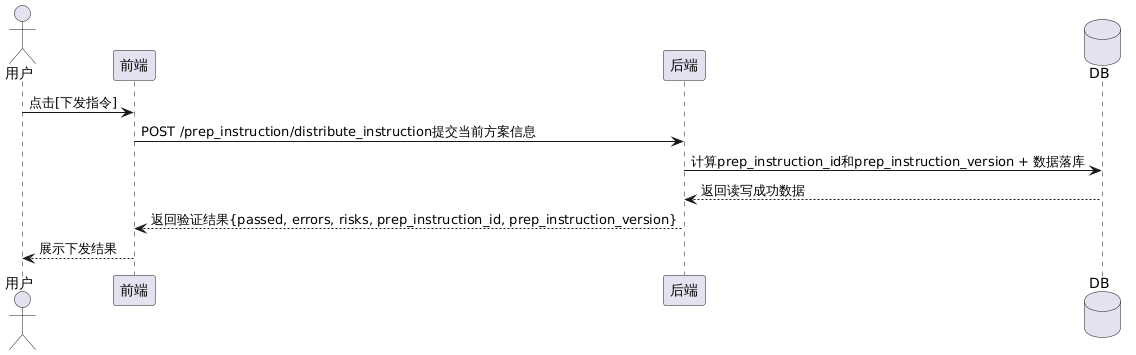 用户
前端
后端
DB
点击[下发指令]
POST /prep_instruction/distribute_instruction提交当前方案信息
计算prep_instruction_id和prep_instruction_version + 数据落库
返回读写成功数据
返回验证结果{passed, errors, risks, prep_instruction_id, prep_instruction_version}
展示下发结果
用户
前端
后端
DB